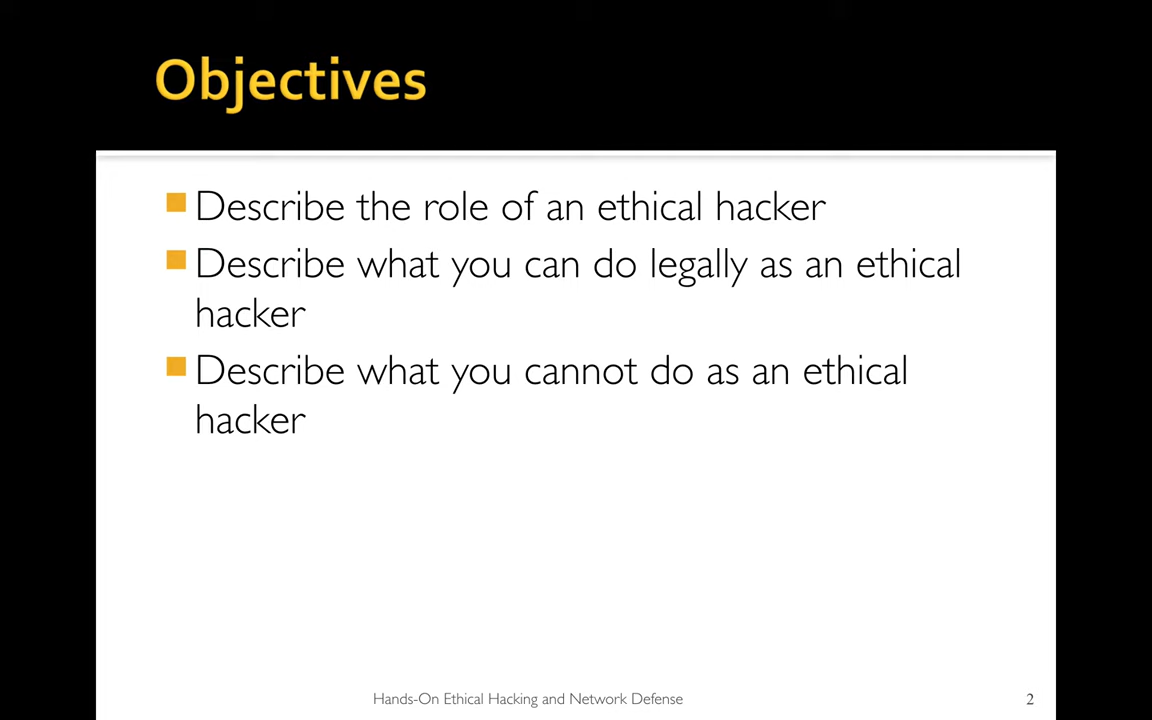 Objectives
Describe the role of an ethical hacker
Describe what you can do legally as an ethical
hacker
Describe what you cannot do as an ethical
hacker
Hands-On Ethical Hacking and Network Defense
2